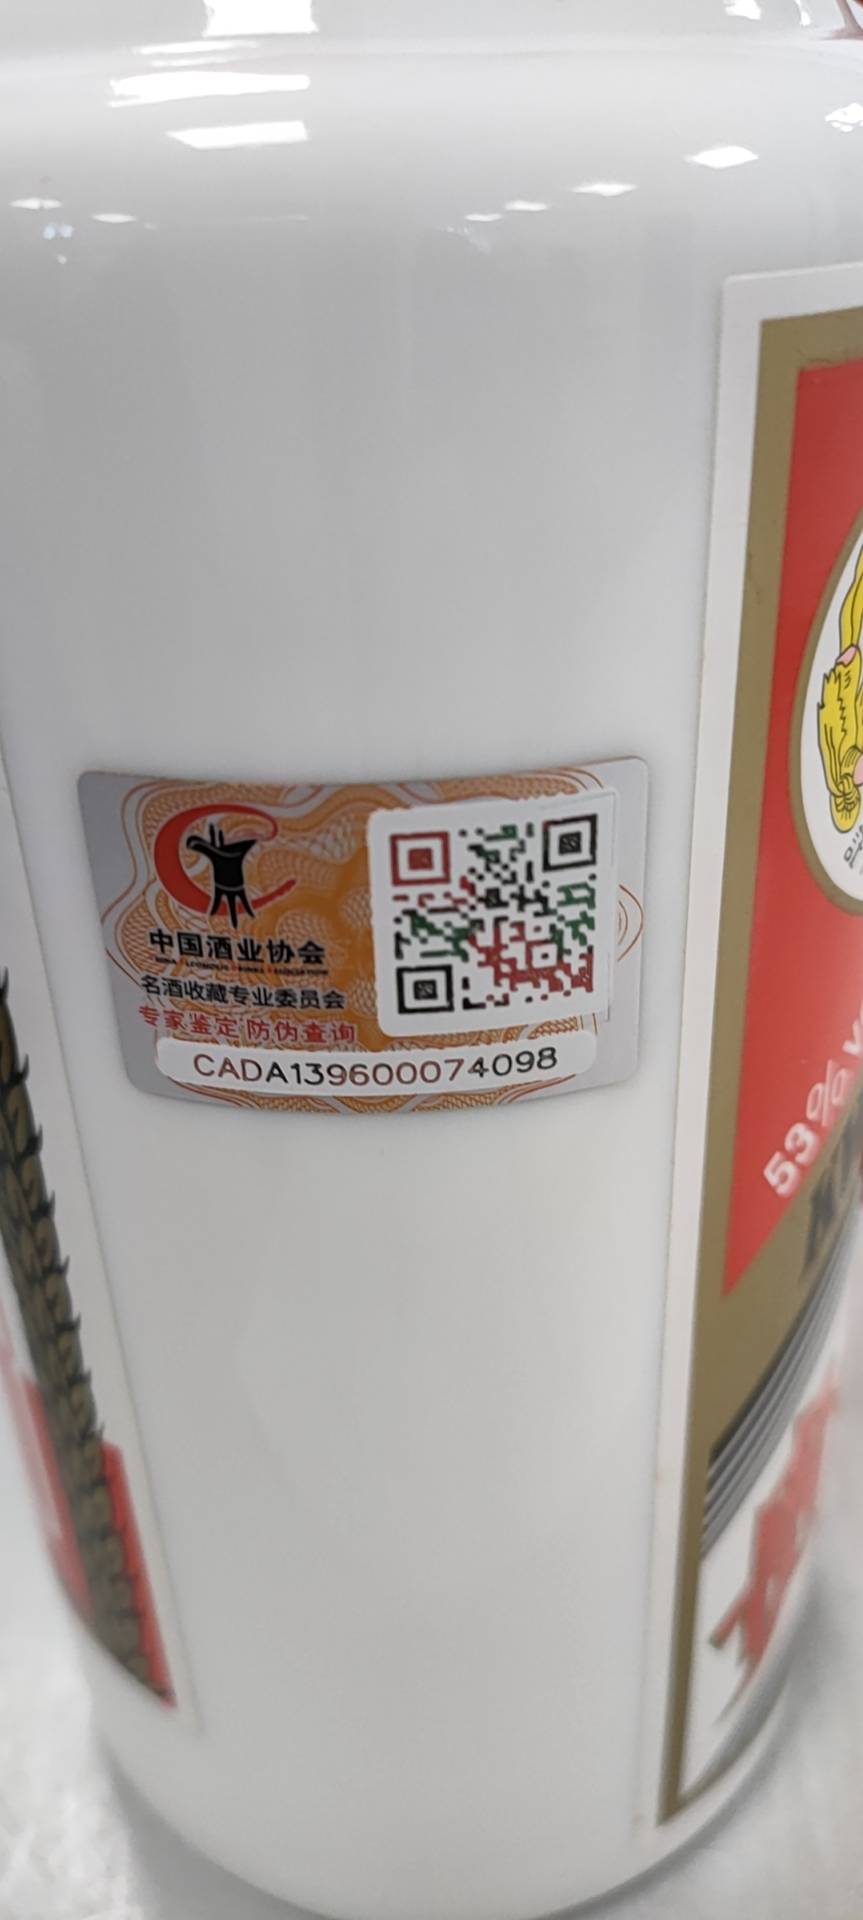 中国酒业协会
名酒收藏专业委员会
专家鉴定 防伪查询
CADA139600074098
53%